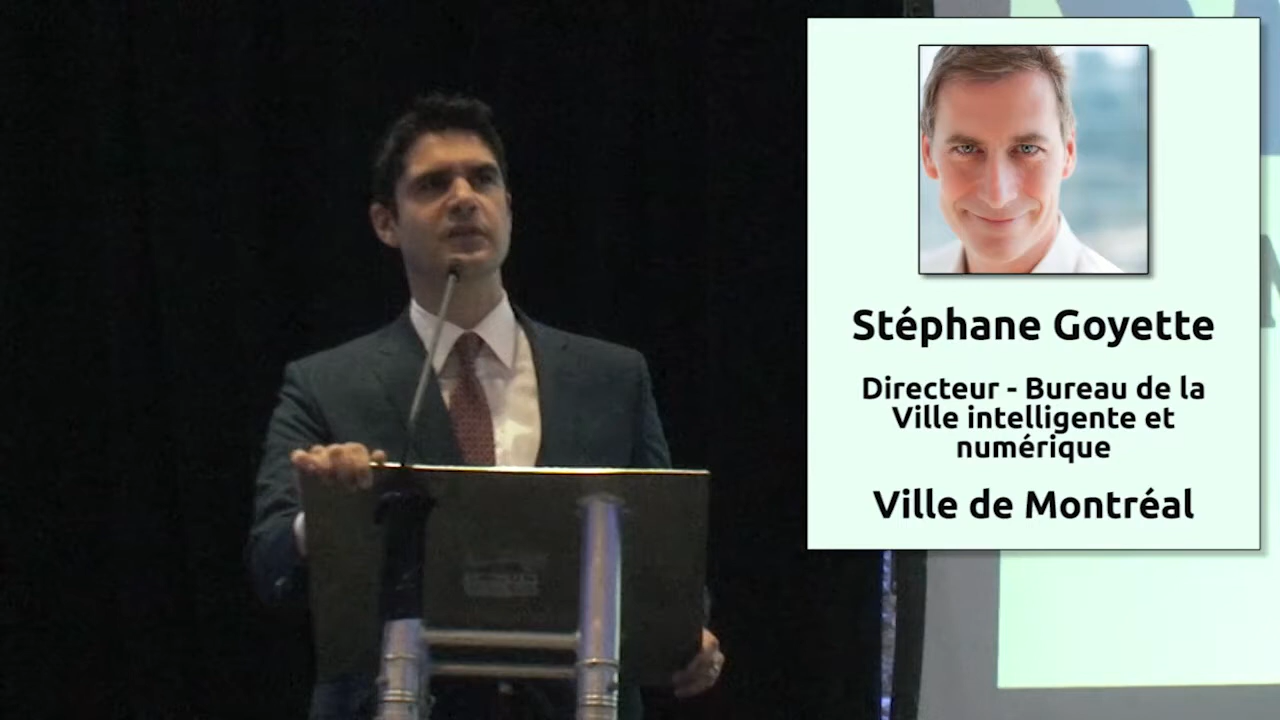 Stéphane Goyette
Directeur - Bureau de la
Ville intelligente et
numérique
Ville de Montréal